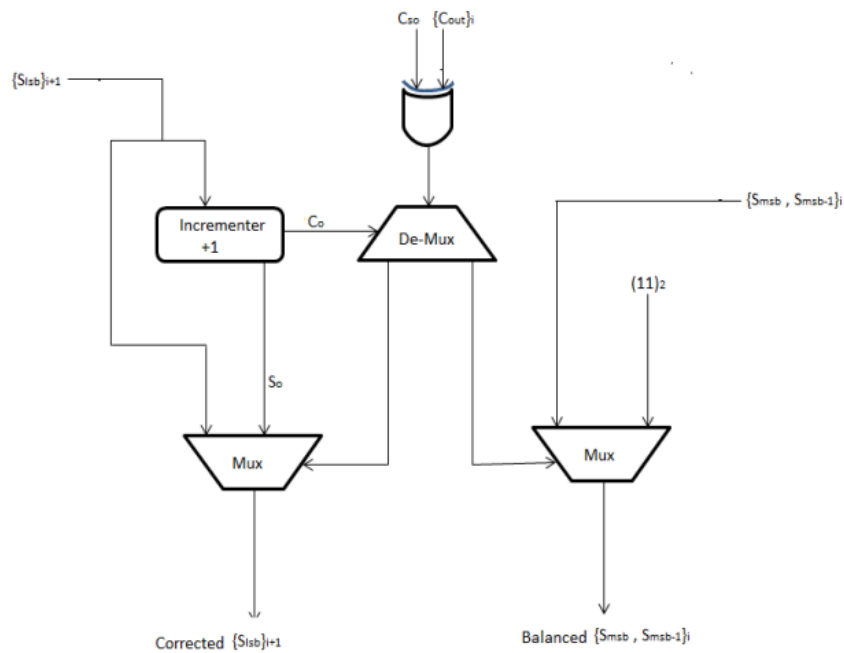 Cso {Cout}i
{Slsb}i+1
{Smsb , Smsb-1}i
Incrementer
+1
Co
De-Mux
(11)2
So
Mux
Mux
Corrected {Slsb}i+1
Balanced {Smsb , Smsb-1}i